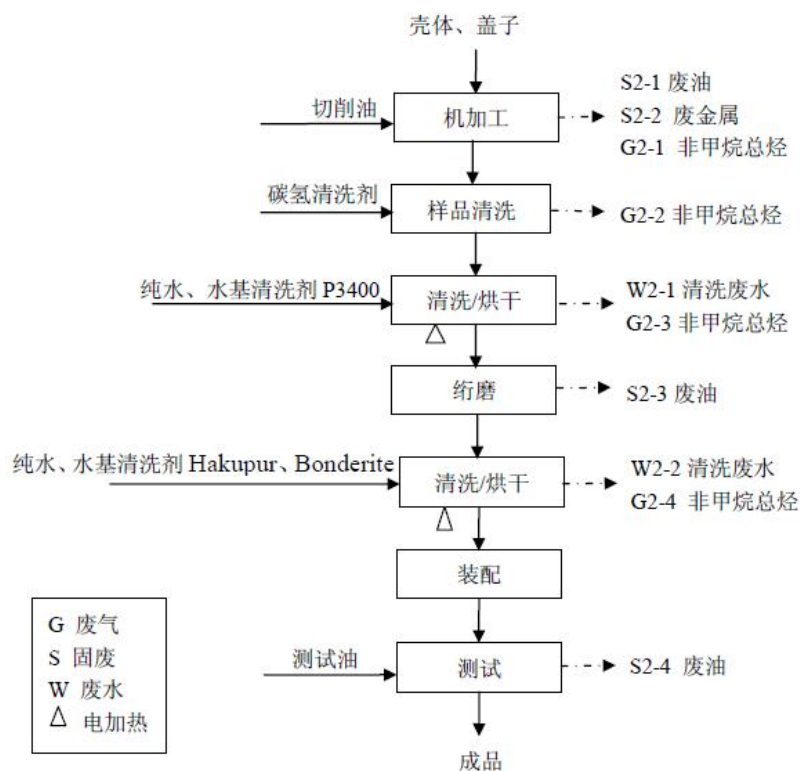 壳体、盖子
切削油
机加工
S2-1 废油
S2-2 废金属
G2-1 非甲烷总烃
碳氢清洗剂
样品清洗
G2-2 非甲烷总烃
纯水、水基清洗剂 P3400
清洗/烘干
W2-1 清洗废水
G2-3 非甲烷总烃
绗磨
S2-3 废油
纯水、水基清洗剂 Hakupur、Bonderite
清洗/烘干
W2-2 清洗废水
G2-4 非甲烷总烃
装配
G 废气
S 固废
W 废水
△ 电加热
测试油
测试
S2-4 废油
成品